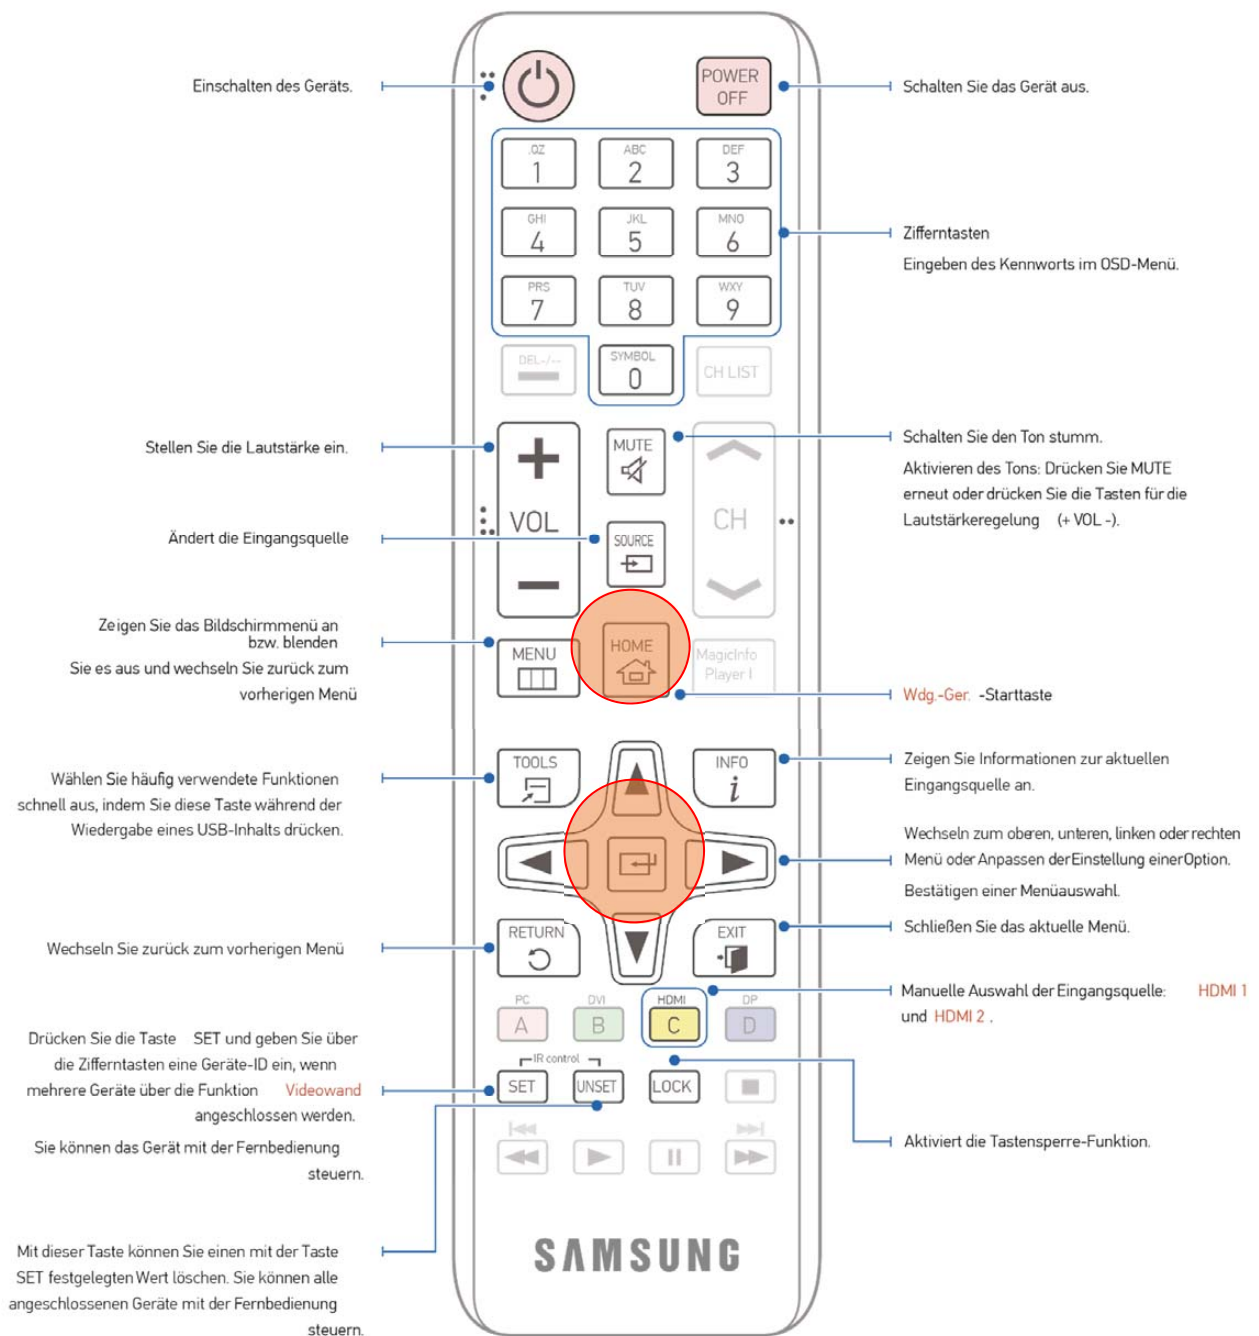 Einschalten des Geräts.
POWER
OFF
Schalten Sie das Gerät aus.
.QZ
1
ABC
2
DEF
3
GHI
4
JKL
5
MNO
6
Zifferntasten
Eingeben des Kennworts im OSD-Menü.
PRS
7
TUV
8
WXY
9
DEL-/--
SYMBOL
0
CH LIST
Stellen Sie die Lautstärke ein.
VOL
MUTE
CH
Schalten Sie den Ton stumm.
Aktivieren des Tons: Drücken Sie MUTE
erneut oder drücken Sie die Tasten für die
Lautstärkeregelung (+ VOL -).
Ändert die Eingangsquelle
SOURCE
Zeigen Sie das Bildschirmmenü an
bzw. blenden
Sie es aus und wechseln Sie zurück zum
vorherigen Menü
MENU
HOME
MagicInfo
Player I
Wdg.-Ger. -Starttaste
Wählen Sie häufig verwendete Funktionen
schnell aus, indem Sie diese Taste während der
Wiedergabe eines USB-Inhalts drücken.
TOOLS
INFO
i
Zeigen Sie Informationen zur aktuellen
Eingangsquelle an.
Wechseln zum oberen, unteren, linken oder rechten
Menü oder Anpassen der Einstellung einer Option.
Bestätigen einer Menüauswahl.
Wechseln Sie zurück zum vorherigen Menü
RETURN
EXIT
Schließen Sie das aktuelle Menü.
PC
A
DVI
B
HDMI
C
DP
D
Manuelle Auswahl der Eingangsquelle: HDMI 1
und HDMI 2 .
Drücken Sie die Taste SET und geben Sie über
die Zifferntasten eine Geräte-ID ein, wenn
mehrere Geräte über die Funktion Videowand
angeschlossen werden.
Sie können das Gerät mit der Fernbedienung
steuern.
IR control
SET
UNSET
LOCK
Aktiviert die Tastensperre-Funktion.
Mit dieser Taste können Sie einen mit der Taste
SET festgelegten Wert löschen. Sie können alle
angeschlossenen Geräte mit der Fernbedienung
steuern.
SAMSUNG